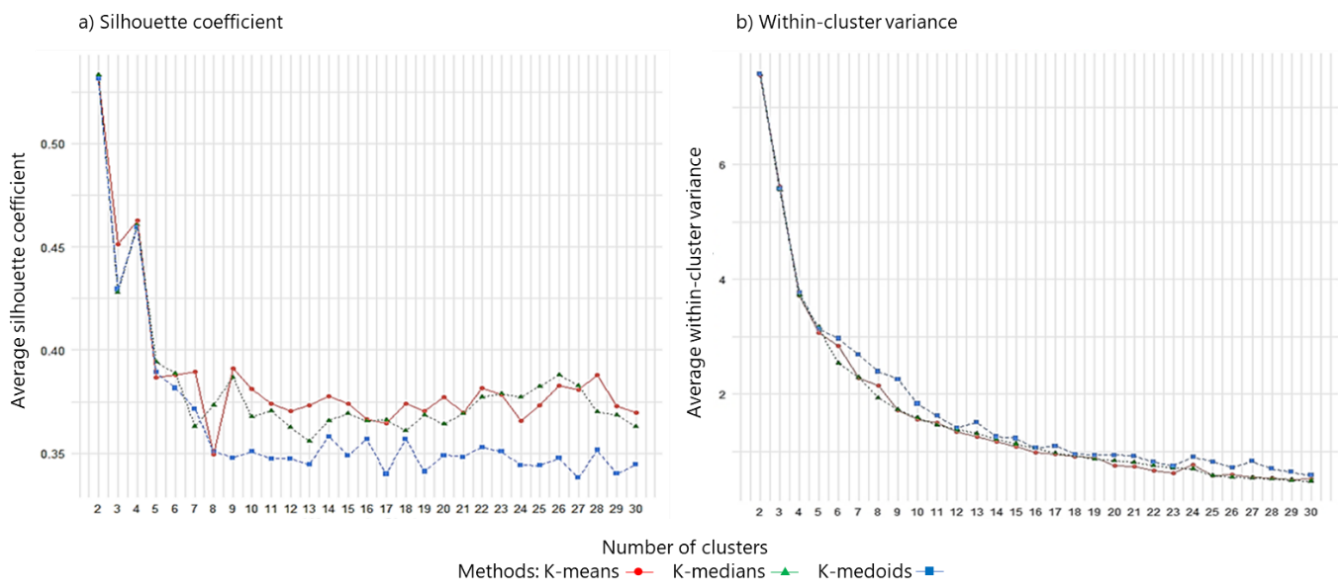 a) Silhouette coefficient
b) Within-cluster variance
Average silhouette coefficient
0.50
0.45
0.40
0.35
2 3 4 5 6 7 8 9 10 11 12 13 14 15 16 17 18 19 20 21 22 23 24 25 26 27 28 29 30
Average within-cluster variance
6
4
2
2 3 4 5 6 7 8 9 10 11 12 13 14 15 16 17 18 19 20 21 22 23 24 25 26 27 28 29 30
Number of clusters
Methods: K-means K-medians K-medoids